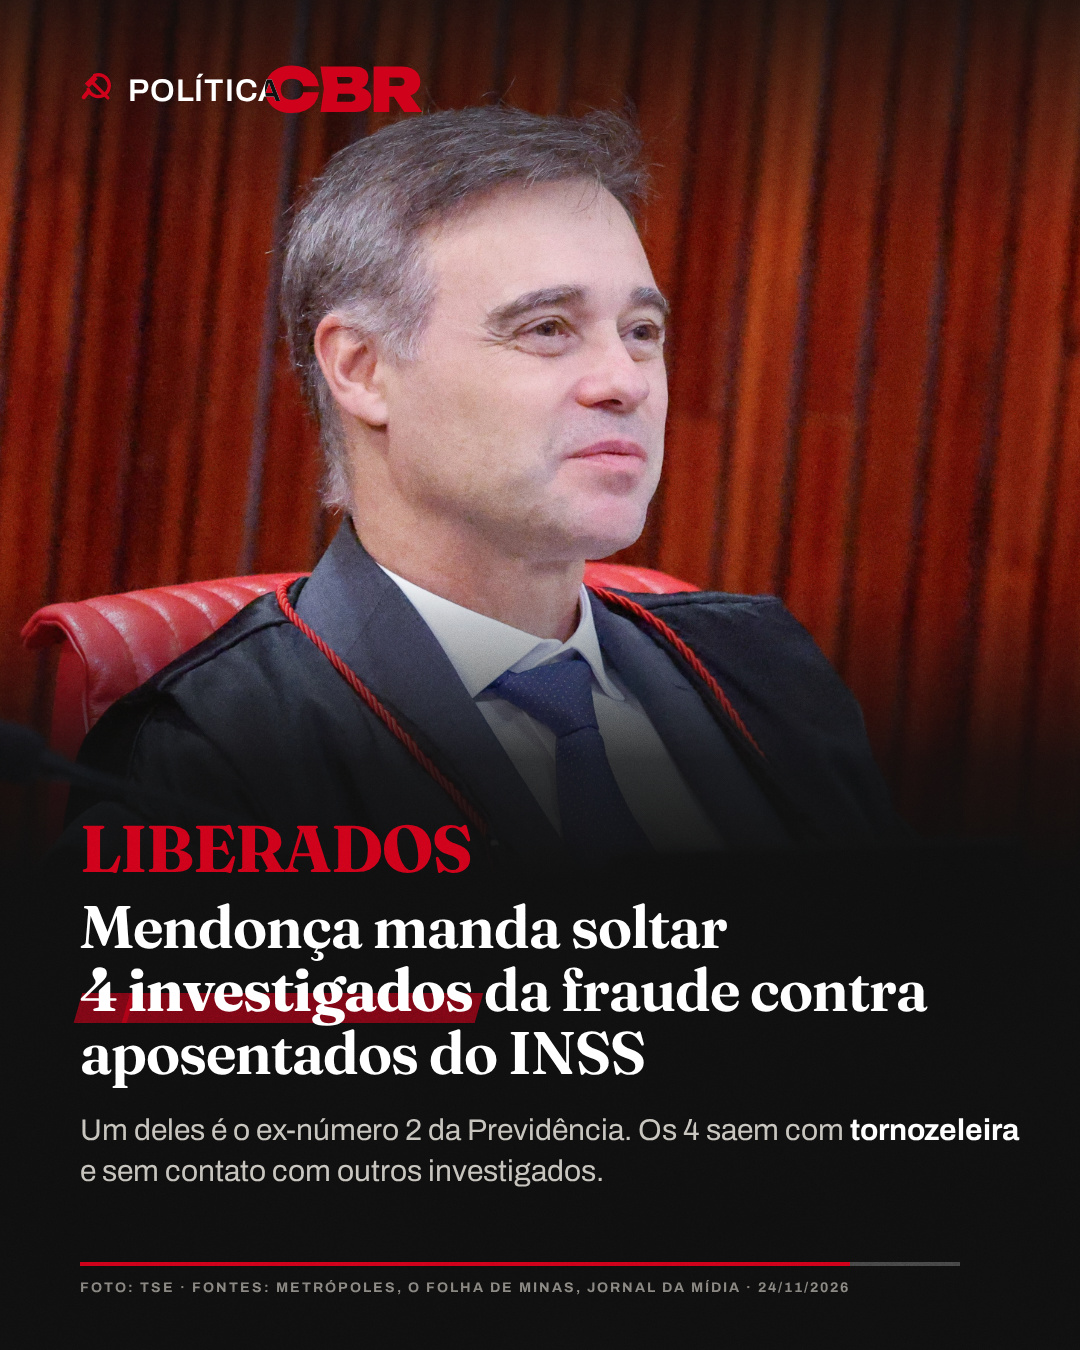 POLÍTICACBR
LIBERADOS
Mendonça manda soltar
4 investigados da fraude contra
aposentados do INSS
Um deles é o ex-número 2 da Previdência. Os 4 saem com tornozeleira
e sem contato com outros investigados.
FOTO: TSE · FONTES: METRÓPOLES, O FOLHA DE MINAS, JORNAL DA MÍDIA · 24/11/2026